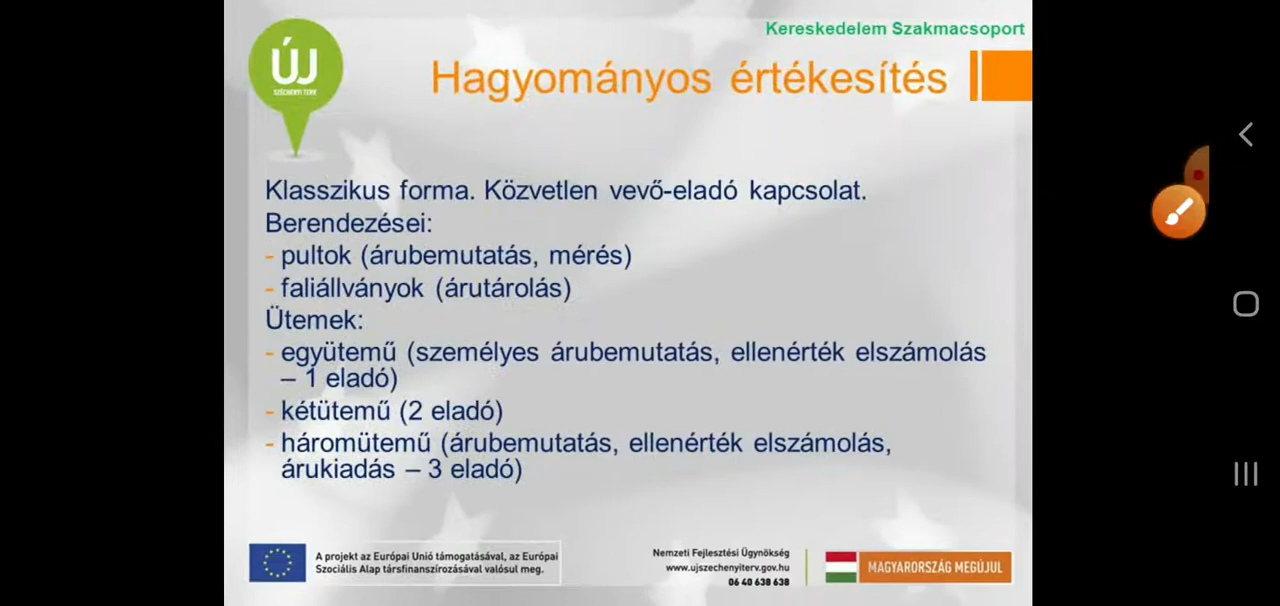 Kereskedelem Szakmacsoport
ÚJ
SZÉCHENYI TERV
Hagyományos értékesítés
Klasszikus forma. Közvetlen vevő-eladó kapcsolat.
Berendezései:
- pultok (árubemutatás, mérés)
- faliállványok (árutárolás)
Ütemek:
- együtemű (személyes árubemutatás, ellenérték elszámolás
– 1 eladó)
- kétütemű (2 eladó)
- háromütemű (árubemutatás, ellenérték elszámolás,
árukiadás – 3 eladó)
A projekt az Európai Unió támogatásával, az Európai
Szociális Alap társfinanszírozásával valósul meg.
Nemzeti Fejlesztési Ügynökség
www.ujszechenyiterv.gov.hu
06 40 638 638
MAGYARORSZÁG MEGÚJUL